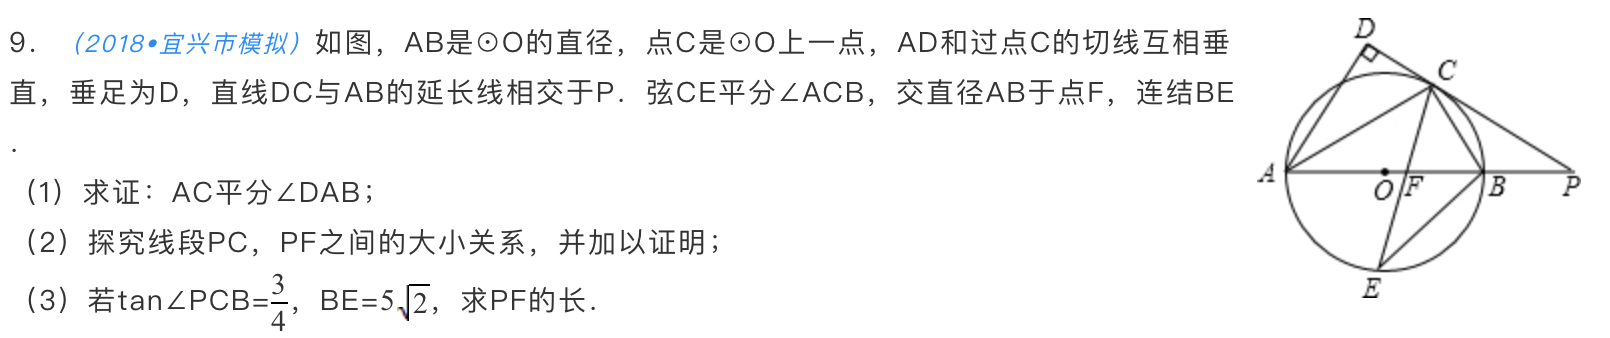 9. （2018•宜兴市模拟）如图，AB是⊙O的直径，点C是⊙O上一点，AD和过点C的切线互相垂
直，垂足为D，直线DC与AB的延长线相交于P．弦CE平分∠ACB，交直径AB于点F，连结BE
.
（1）求证：AC平分∠DAB；
（2）探究线段PC，PF之间的大小关系，并加以证明；
（3）若tan∠PCB=3/4，BE=5√2，求PF的长．
D
C
A
O
F
B
P
E